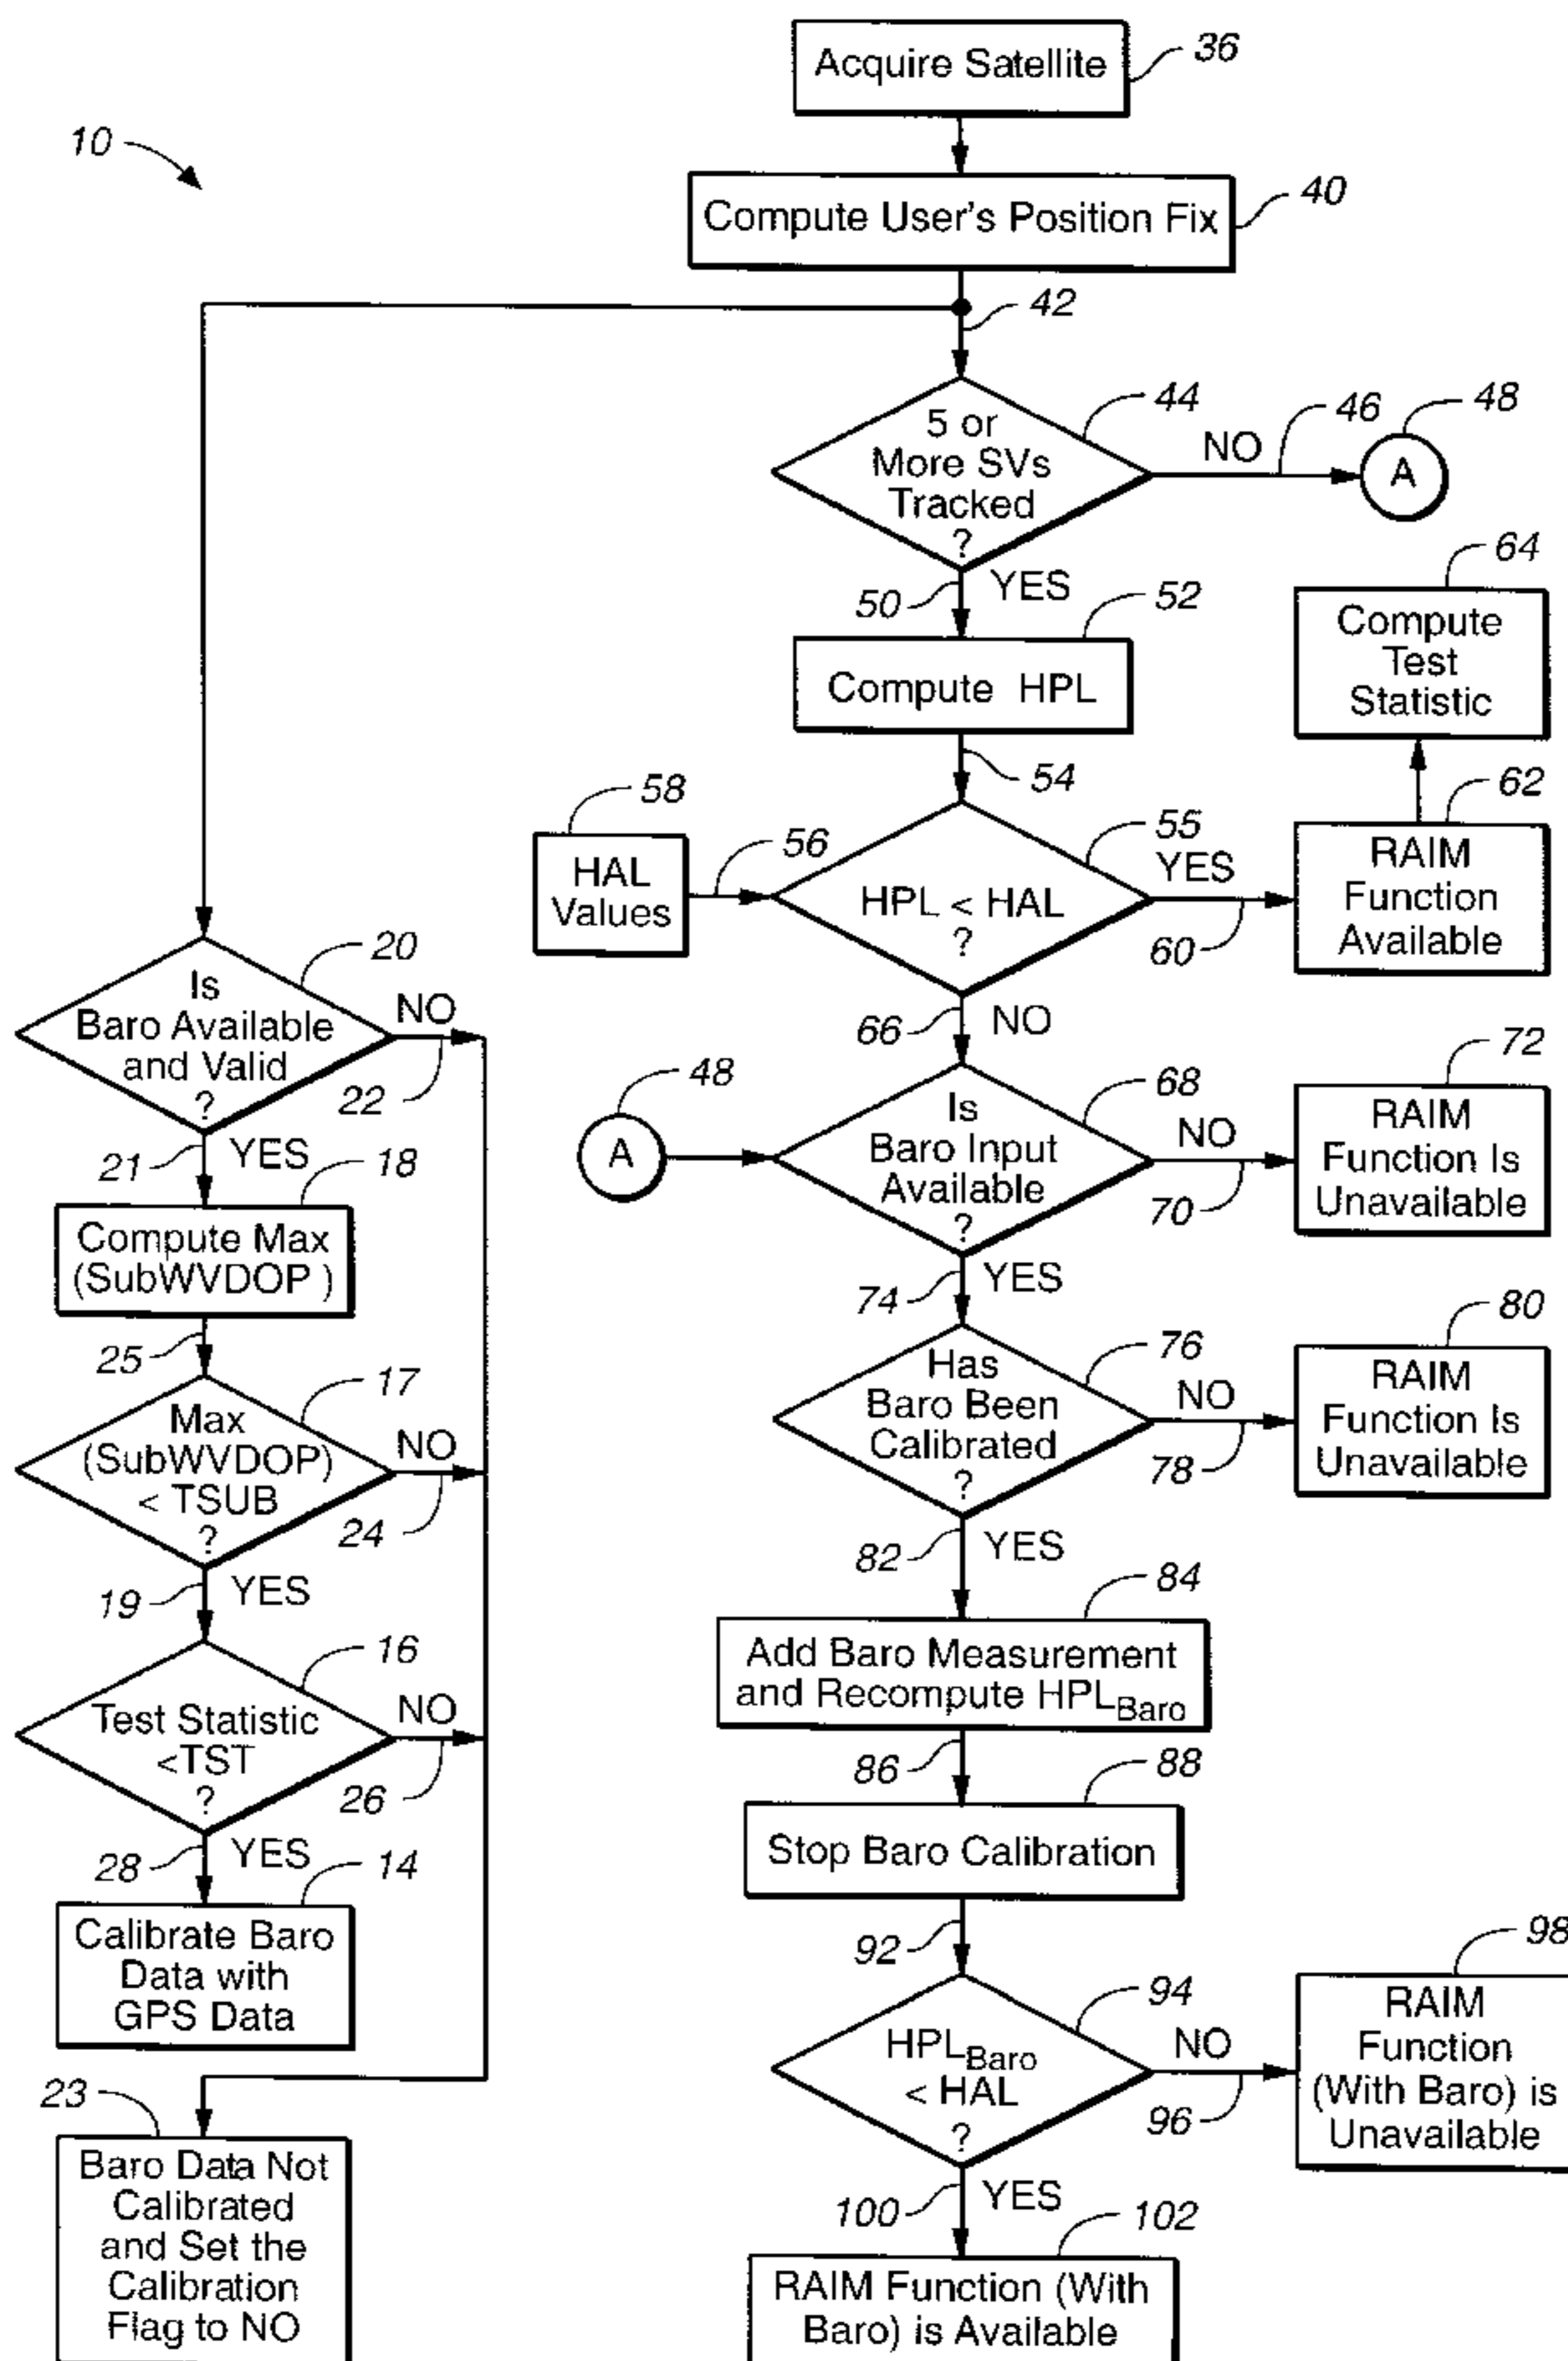 Acquire Satellite
36
10
Compute User's Position Fix
40
42
5 or
More SVs
Tracked
?
44
NO
46
48
A
50
YES
Compute HPL
52
64
Compute
Test
Statistic
54
58
HAL
Values
56
HPL < HAL
?
55
YES
60
62
RAIM
Function
Available
66
NO
20
Is
Baro Available
and Valid
?
NO
22
21
YES
18
Compute Max
(SubWVDOP )
25
17
Max
(SubWVDOP)
< TSUB
?
NO
24
19
YES
16
Test Statistic
<TST
?
NO
26
28
YES
14
Calibrate Baro
Data with
GPS Data
23
Baro Data Not
Calibrated
and Set the
Calibration
Flag to NO
48
A
Is
Baro Input
Available
?
68
NO
70
72
RAIM
Function Is
Unavailable
74
YES
Has
Baro Been
Calibrated
?
76
NO
78
80
RAIM
Function Is
Unavailable
82
YES
84
Add Baro Measurement
and Recompute HPLBaro
86
88
Stop Baro Calibration
92
94
HPLBaro
< HAL
?
NO
96
98
RAIM
Function
(With Baro) is
Unavailable
100
YES
102
RAIM Function (With
Baro) is Available